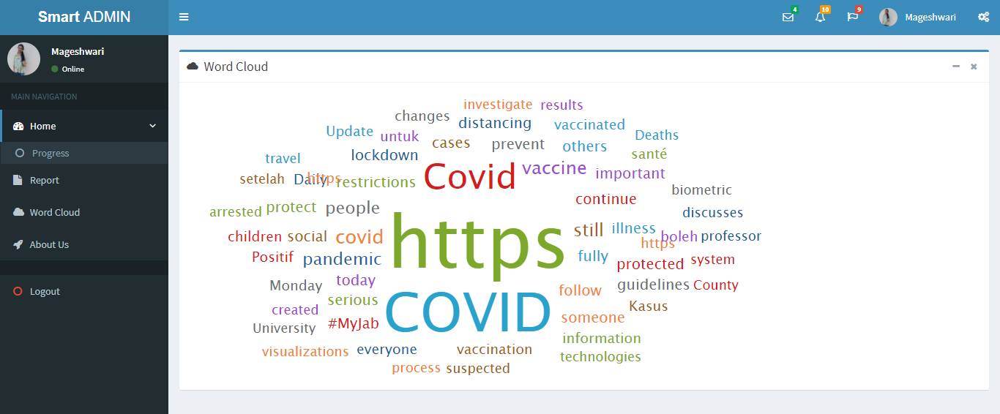 Smart ADMIN
4
10
9
Mageshwari
Mageshwari
Online
MAIN NAVIGATION
Home
Progress
Report
Word Cloud
About Us
Logout
Word Cloud
investigate results
changes distancing vaccinated
Update untuk cases prevent others Deaths
travel lockdown santé
setelah Daily https restrictions Covid vaccine important
biometric
arrested protect people continue discusses
children social covid https still illness boleh professor
https
Positif pandemic fully protected system
Monday today follow guidelines County
created serious COVID Kasus
University #MyJab someone
information
visualizations everyone vaccination technologies
process suspected